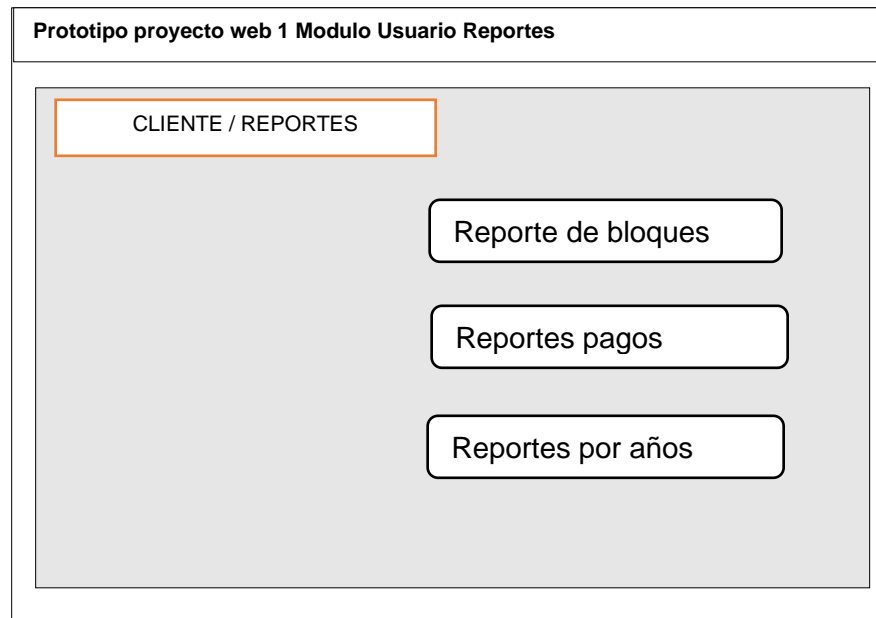 Prototipo proyecto web 1 Modulo Usuario Reportes
CLIENTE / REPORTES
Reporte de bloques
Reportes pagos
Reportes por años